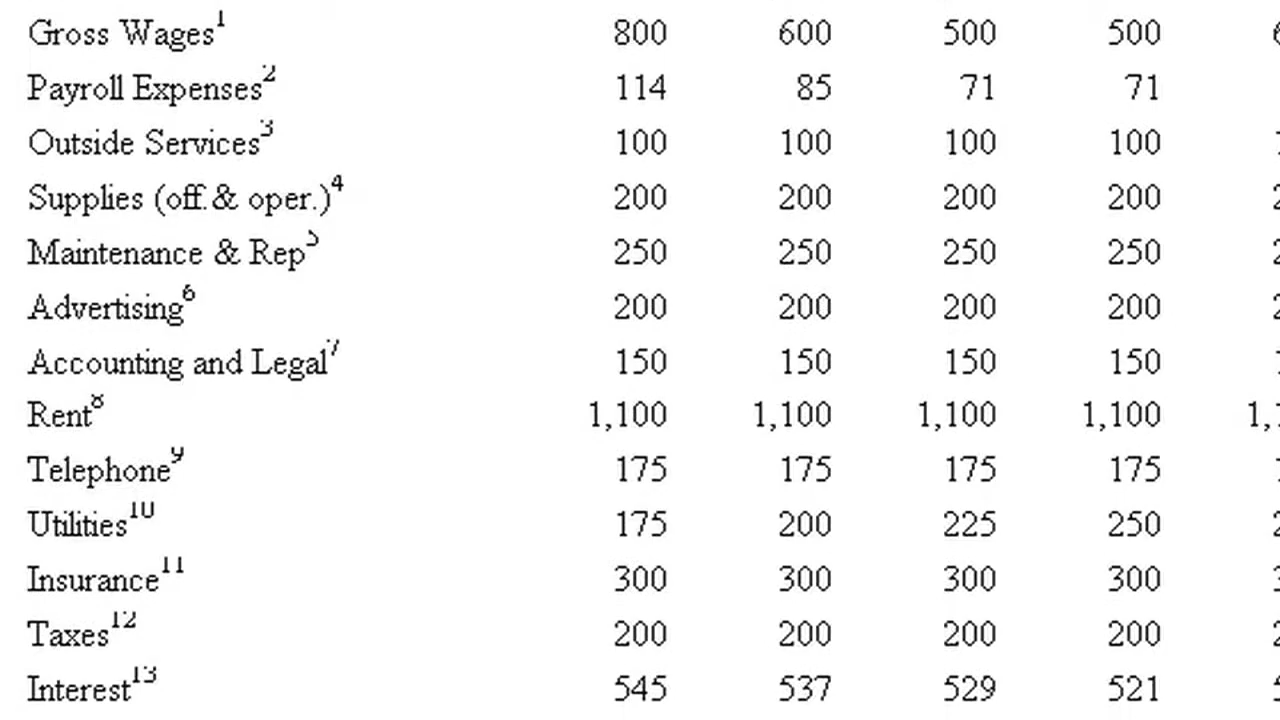 Gross Wages1 800 600 500 500
Payroll Expenses2 114 85 71 71
Outside Services3 100 100 100 100
Supplies (off.& oper.)4 200 200 200 200
Maintenance & Rep5 250 250 250 250
Advertising6 200 200 200 200
Accounting and Legal7 150 150 150 150
Rent8 1,100 1,100 1,100 1,100
Telephone9 175 175 175 175
Utilities10 175 200 225 250
Insurance11 300 300 300 300
Taxes12 200 200 200 200
Interest13 545 537 529 521